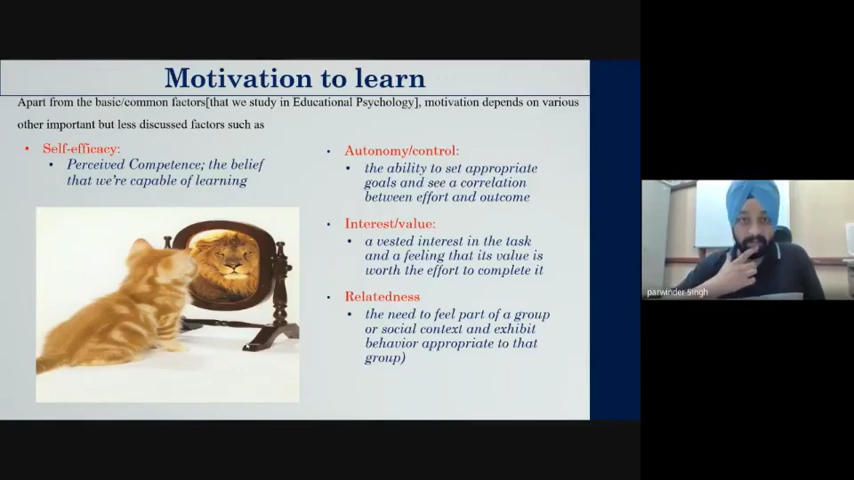 Motivation to learn
Apart from the basic/common factors[that we study in Educational Psychology], motivation depends on various
other important but less discussed factors such as
• Self-efficacy:
• Perceived Competence; the belief
that we're capable of learning
• Autonomy/control:
• the ability to set appropriate
goals and see a correlation
between effort and outcome
• Interest/value:
• a vested interest in the task
and a feeling that its value is
worth the effort to complete it
• Relatedness
• the need to feel part of a group
or social context and exhibit
behavior appropriate to that
group)
parwinder Singh